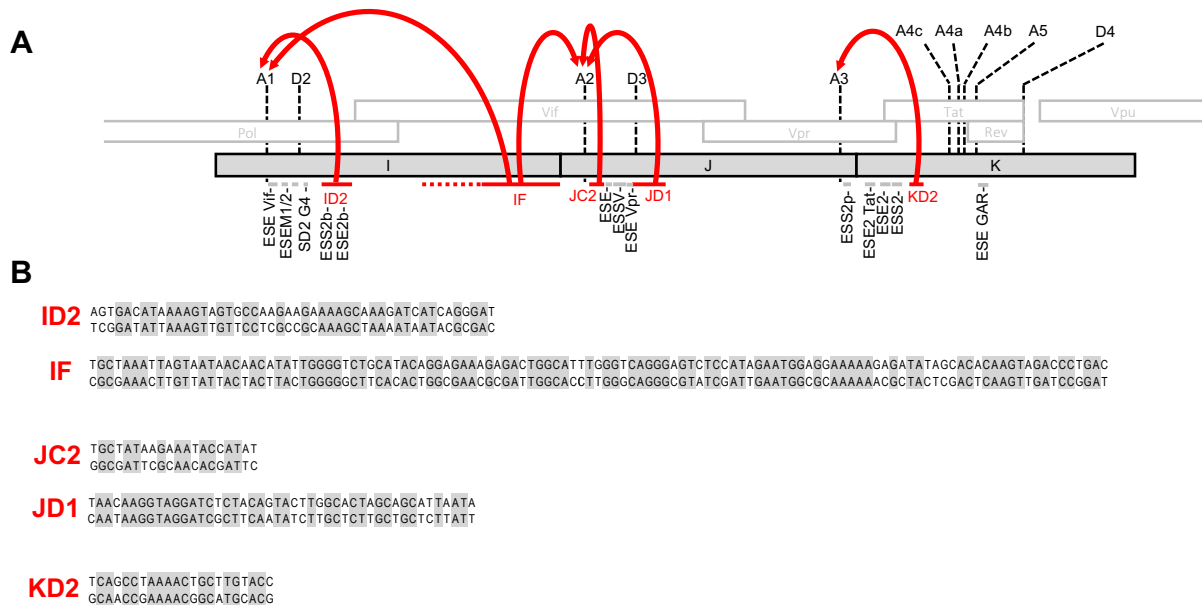 A
A4c A4a A4b A5 D4
A1 D2 A2 D3 A3
Vif Tat Vpu
Pol Vpr Rev
I J K
ID2 IF JC2 JD1 KD2
ESE Vif-
ESEM1/2-
SD2 G4 -
ESS2b-
ESE2b-
ESE-
ESSV-
ESE Vpr-
ESS2p-
ESE2 Tat-
ESE2-
ESS2-
ESE GAR-
B
ID2
AGTGACATAAAAGTAGTGCCAAGAAGAAAAGCAAAGATCATCAGGGAT
TCGGATATTAAAGTTGTTCCTCGCCGCAAAGCTAAAATAATACGCGAC
IF
TGCTAAATTAGTAATAACAACATATTGGGGTCTGCATACAGGAGAAAGAGACTGGCATTTGGGTCAGGGAGTCTCCATAGAATGGAGGAAAAAGAGATATAGCACACAAGTAGACCCTGAC
CGCGAAACTTGTTATTACTACTTACTGGGGGCTTCACACTGGCGAACGCGATTGGCACCTTGGGCAGGGCGTATCGATTGAATGGCGCAAAAAACGCTACTCGACTCAAGTTGATCCGGAT
JC2
TGCTATAAGAAATACCATAT
GGCGATTCGCAACACGATTC
JD1
TAACAAGGTAGGATCTCTACAGTACTTGGCACTAGCAGCATTAATA
CAATAAGGTAGGATCGCTTCAATATCTTGCTCTTGCTGCTCTTATT
KD2
TCAGCCTAAAACTGCTTGTACC
GCAACCGAAAACGGCATGCACG